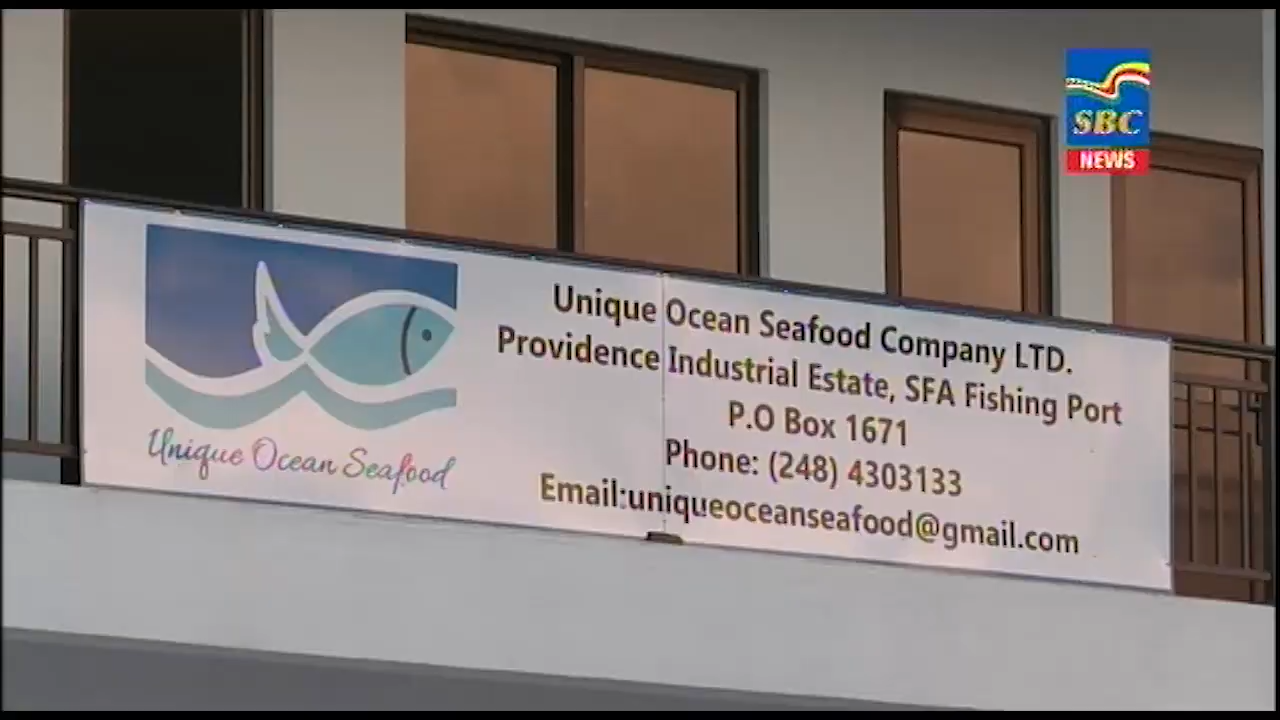 SBC
NEWS
Unique Ocean Seafood Company LTD.
Providence Industrial Estate, SFA Fishing Port
P.O Box 1671
Phone: (248) 4303133
Email:uniqueoceanseafood@gmail.com
Unique Ocean Seafood